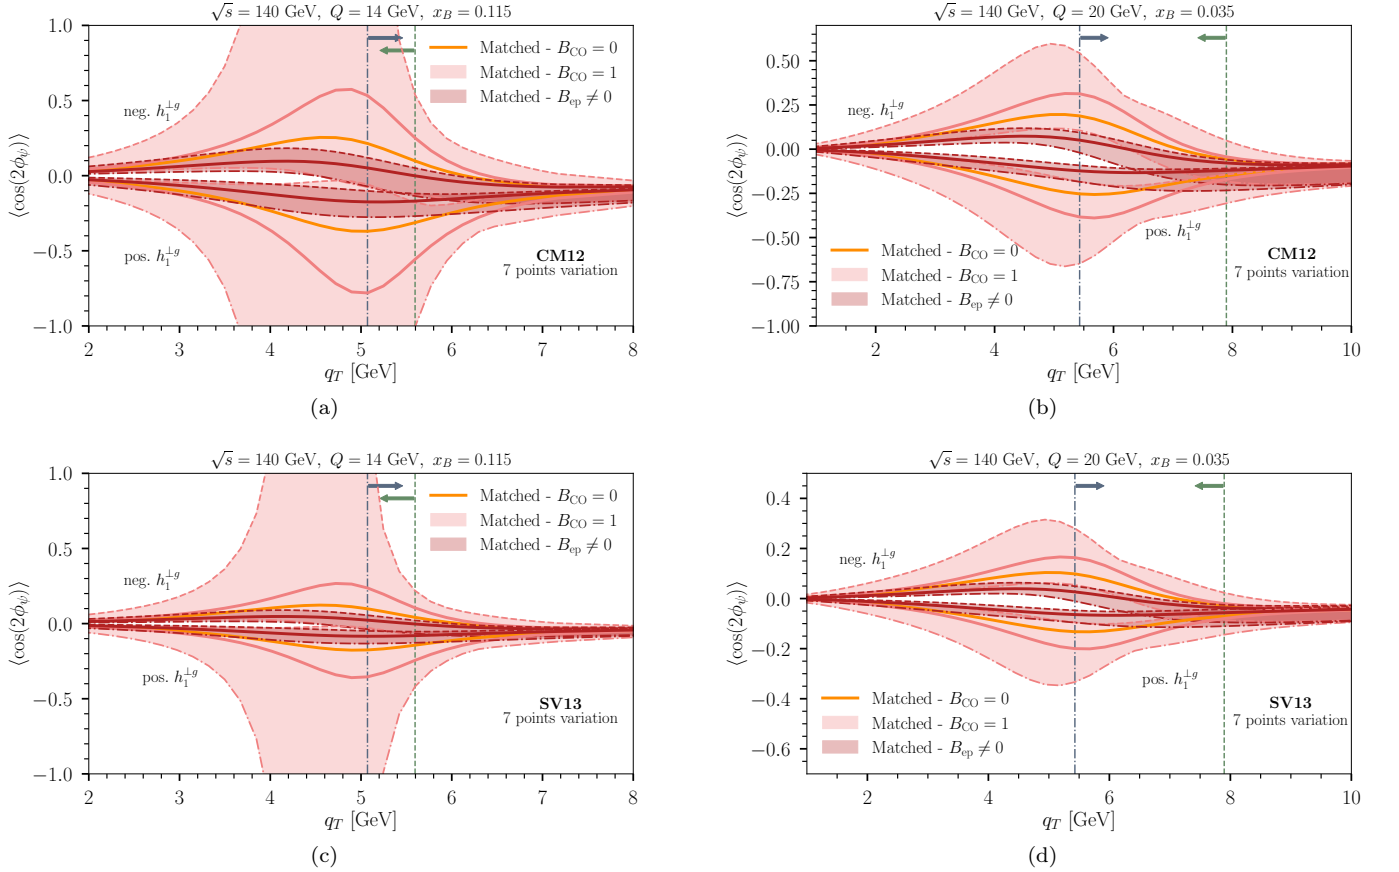 √s = 140 GeV, Q = 14 GeV, x_B = 0.115
1.0
0.5
0.0
−0.5
−1.0
⟨cos(2ϕ_ψ)⟩
neg. h_1^{⊥g}
pos. h_1^{⊥g}
Matched - B_CO = 0
Matched - B_CO = 1
Matched - B_ep ≠ 0
CM12
7 points variation
2 3 4 5 6 7 8
q_T [GeV]
(a)
√s = 140 GeV, Q = 20 GeV, x_B = 0.035
0.50
0.25
0.00
−0.25
−0.50
−0.75
−1.00
⟨cos(2ϕ_ψ)⟩
neg. h_1^{⊥g}
pos. h_1^{⊥g}
Matched - B_CO = 0
Matched - B_CO = 1
Matched - B_ep ≠ 0
CM12
7 points variation
2 4 6 8 10
q_T [GeV]
(b)
√s = 140 GeV, Q = 14 GeV, x_B = 0.115
1.0
0.5
0.0
−0.5
−1.0
⟨cos(2ϕ_ψ)⟩
neg. h_1^{⊥g}
pos. h_1^{⊥g}
Matched - B_CO = 0
Matched - B_CO = 1
Matched - B_ep ≠ 0
SV13
7 points variation
2 3 4 5 6 7 8
q_T [GeV]
(c)
√s = 140 GeV, Q = 20 GeV, x_B = 0.035
0.4
0.2
0.0
−0.2
−0.4
−0.6
⟨cos(2ϕ_ψ)⟩
neg. h_1^{⊥g}
pos. h_1^{⊥g}
Matched - B_CO = 0
Matched - B_CO = 1
Matched - B_ep ≠ 0
SV13
7 points variation
2 4 6 8 10
q_T [GeV]
(d)